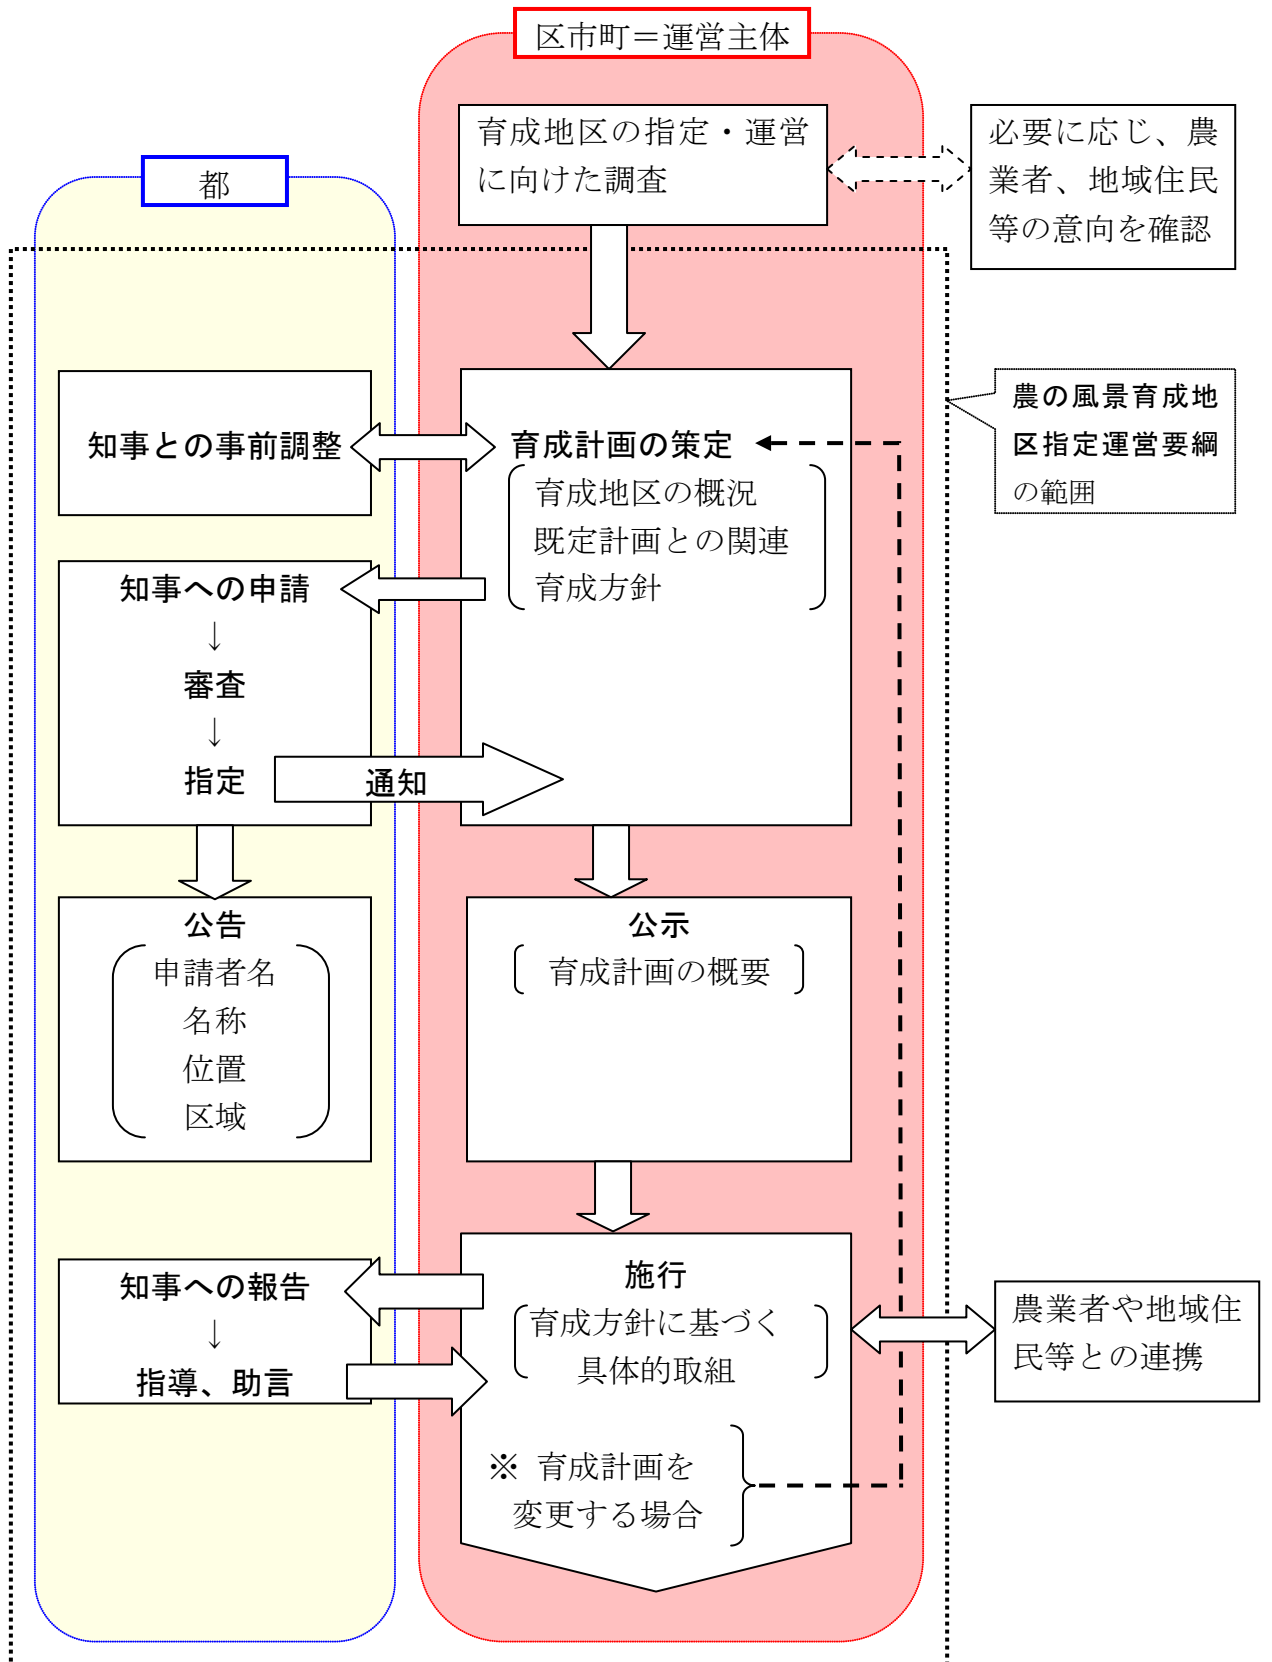 区市町＝運営主体
育成地区の指定・運営
に向けた調査
必要に応じ、農
業者、地域住民
等の意向を確認
都
農の風景育成地
区指定運営要綱
の範囲
知事との事前調整
育成計画の策定
育成地区の概況
既定計画との関連
育成方針
知事への申請
↓
審査
↓
指定
通知
公告
申請者名
名称
位置
区域
公示
育成計画の概要
知事への報告
↓
指導、助言
施行
育成方針に基づく
具体的取組
※ 育成計画を
変更する場合
農業者や地域住
民等との連携